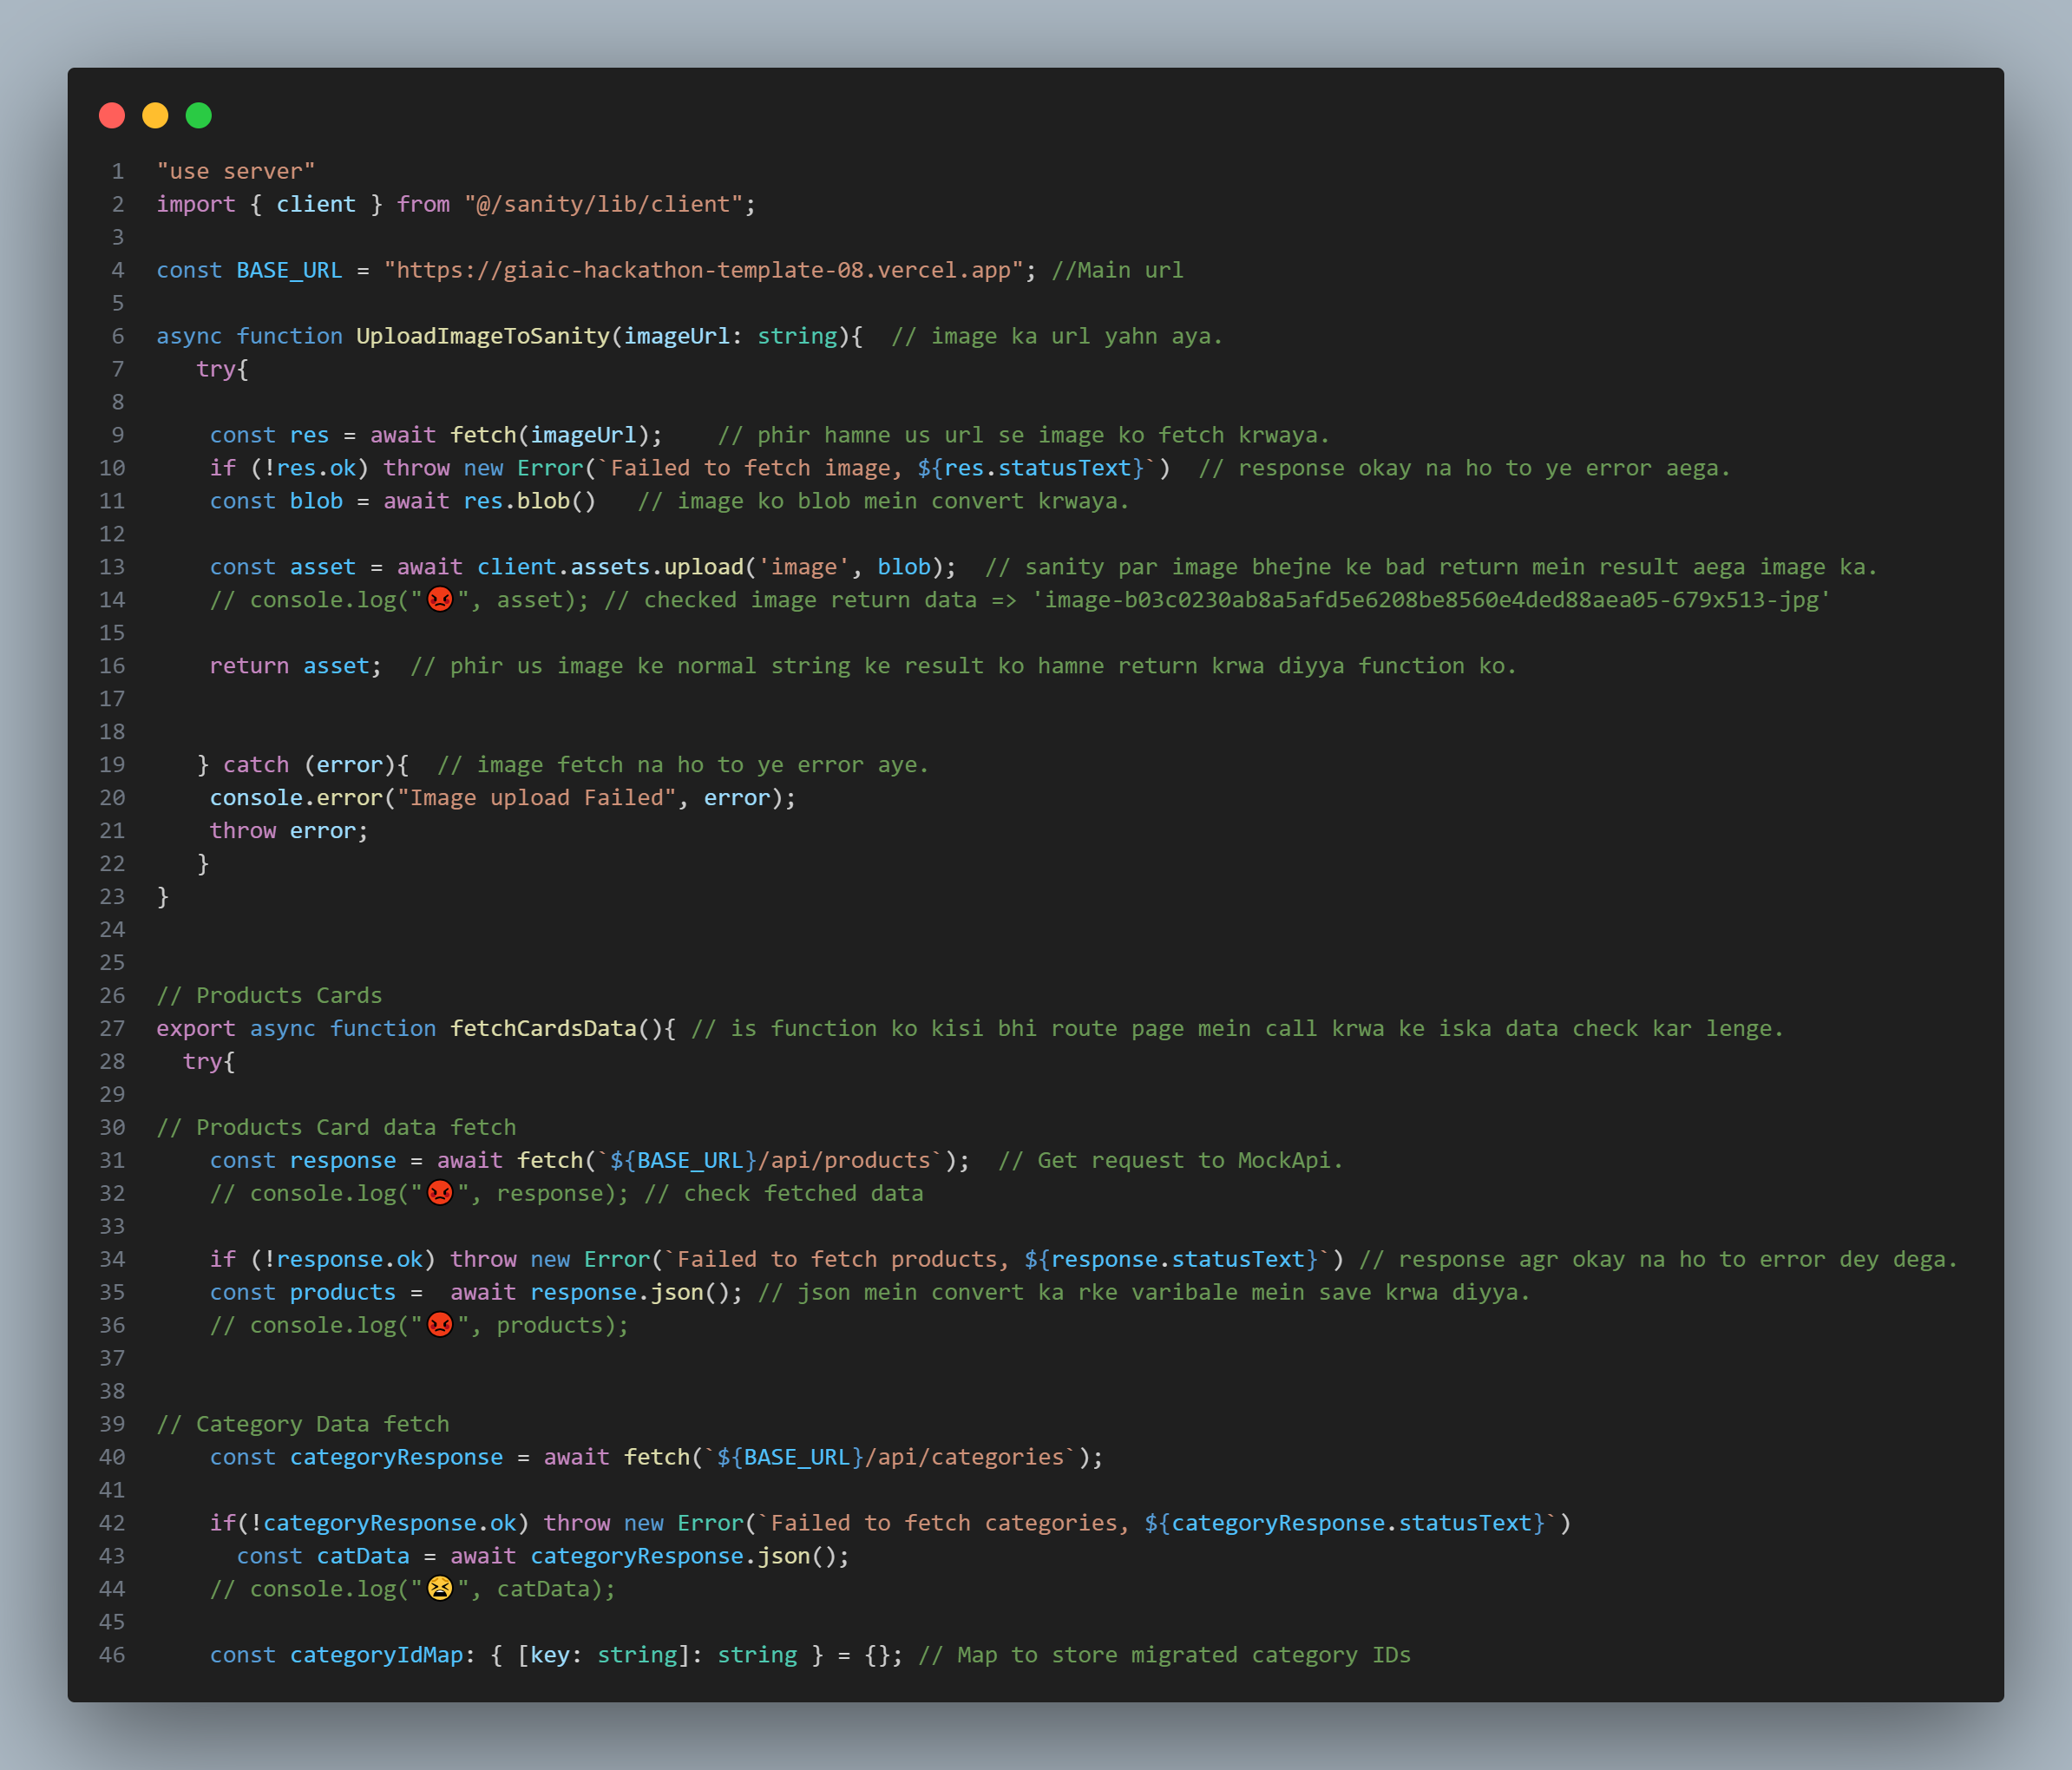 1 "use server"
2 import { client } from "@/sanity/lib/client";
3
4 const BASE_URL = "https://giaic-hackathon-template-08.vercel.app"; //Main url
5
6 async function UploadImageToSanity(imageUrl: string){  // image ka url yahn aya.
7    try{
8
9     const res = await fetch(imageUrl);    // phir hamne us url se image ko fetch krwaya.
10     if (!res.ok) throw new Error(`Failed to fetch image, ${res.statusText}`)  // response okay na ho to ye error aega.
11     const blob = await res.blob()   // image ko blob mein convert krwaya.
12
13     const asset = await client.assets.upload('image', blob);  // sanity par image bhejne ke bad return mein result aega image ka.
14     // console.log("😡", asset); // checked image return data => 'image-b03c0230ab8a5afd5e6208be8560e4ded88aea05-679x513-jpg'
15
16     return asset;  // phir us image ke normal string ke result ko hamne return krwa diyya function ko.
17
18
19    } catch (error){  // image fetch na ho to ye error aye.
20     console.error("Image upload Failed", error);
21     throw error;
22    }
23 }
24
25
26 // Products Cards
27 export async function fetchCardsData(){ // is function ko kisi bhi route page mein call krwa ke iska data check kar lenge.
28   try{
29
30 // Products Card data fetch
31     const response = await fetch(`${BASE_URL}/api/products`);  // Get request to MockApi.
32     // console.log("😡", response); // check fetched data
33
34     if (!response.ok) throw new Error(`Failed to fetch products, ${response.statusText}`) // response agr okay na ho to error dey dega.
35     const products =  await response.json(); // json mein convert ka rke varibale mein save krwa diyya.
36     // console.log("😡", products);
37
38
39 // Category Data fetch
40     const categoryResponse = await fetch(`${BASE_URL}/api/categories`);
41
42     if(!categoryResponse.ok) throw new Error(`Failed to fetch categories, ${categoryResponse.statusText}`)
43       const catData = await categoryResponse.json();
44     // console.log("😫", catData);
45
46     const categoryIdMap: { [key: string]: string } = {}; // Map to store migrated category IDs